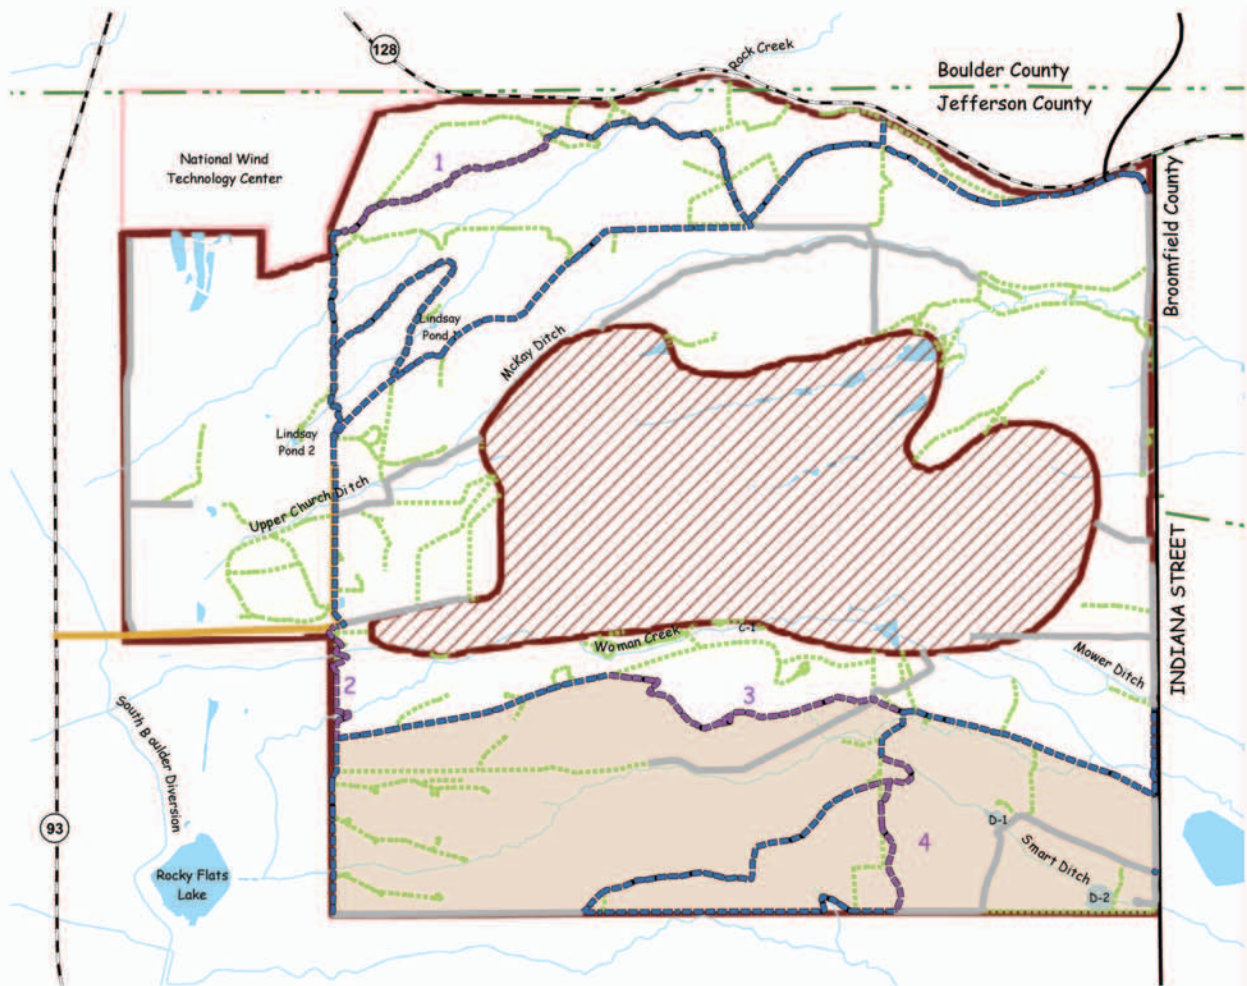 128
Rock Creek
Boulder County
Jefferson County
National Wind
Technology Center
1
Broomfield County
Lindsay
Pond 1
McKay Ditch
Lindsay
Pond 2
Upper Church Ditch
INDIANA STREET
Woman Creek
C-1
Mower Ditch
2
3
South Boulder Diversion
93
D-1
4
Smart Ditch
Rocky Flats
Lake
D-2